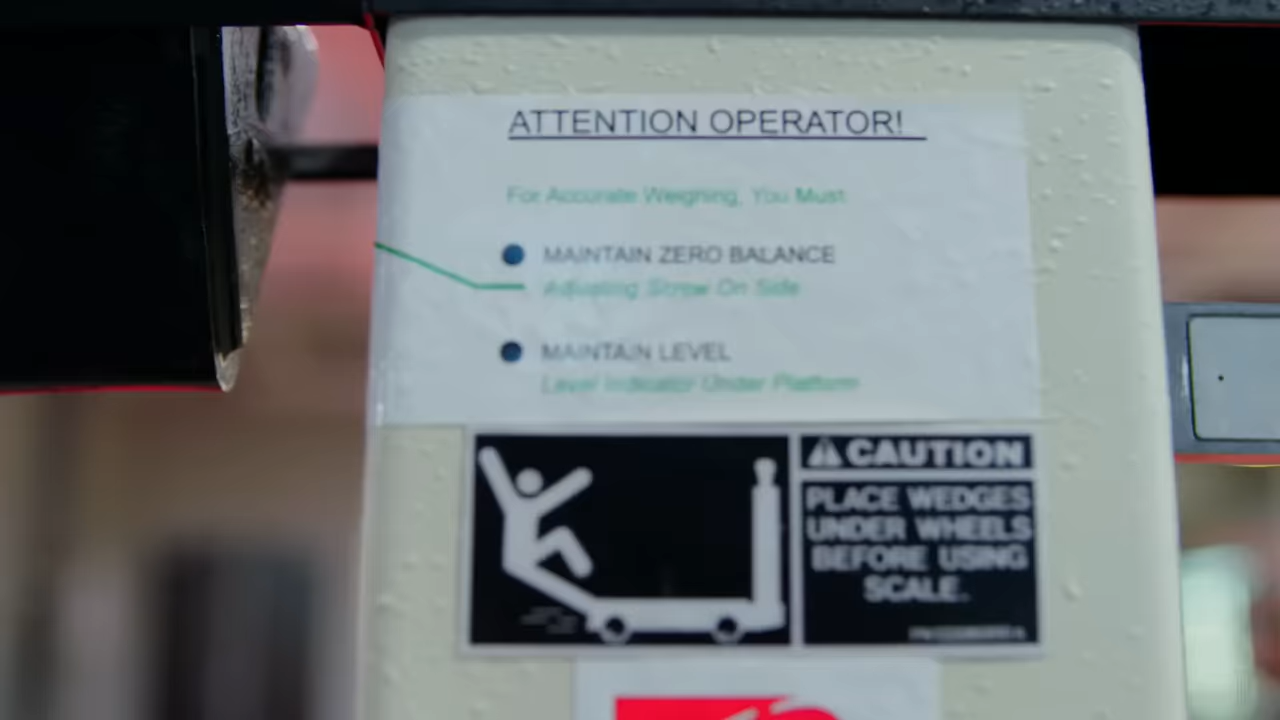 ATTENTION OPERATOR!
For Accurate Weighing, You Must
MAINTAIN ZERO BALANCE
Adjusting Screw On Side
MAINTAIN LEVEL
Level Indicator Under Platform
CAUTION
PLACE WEDGES
UNDER WHEELS
BEFORE USING
SCALE.